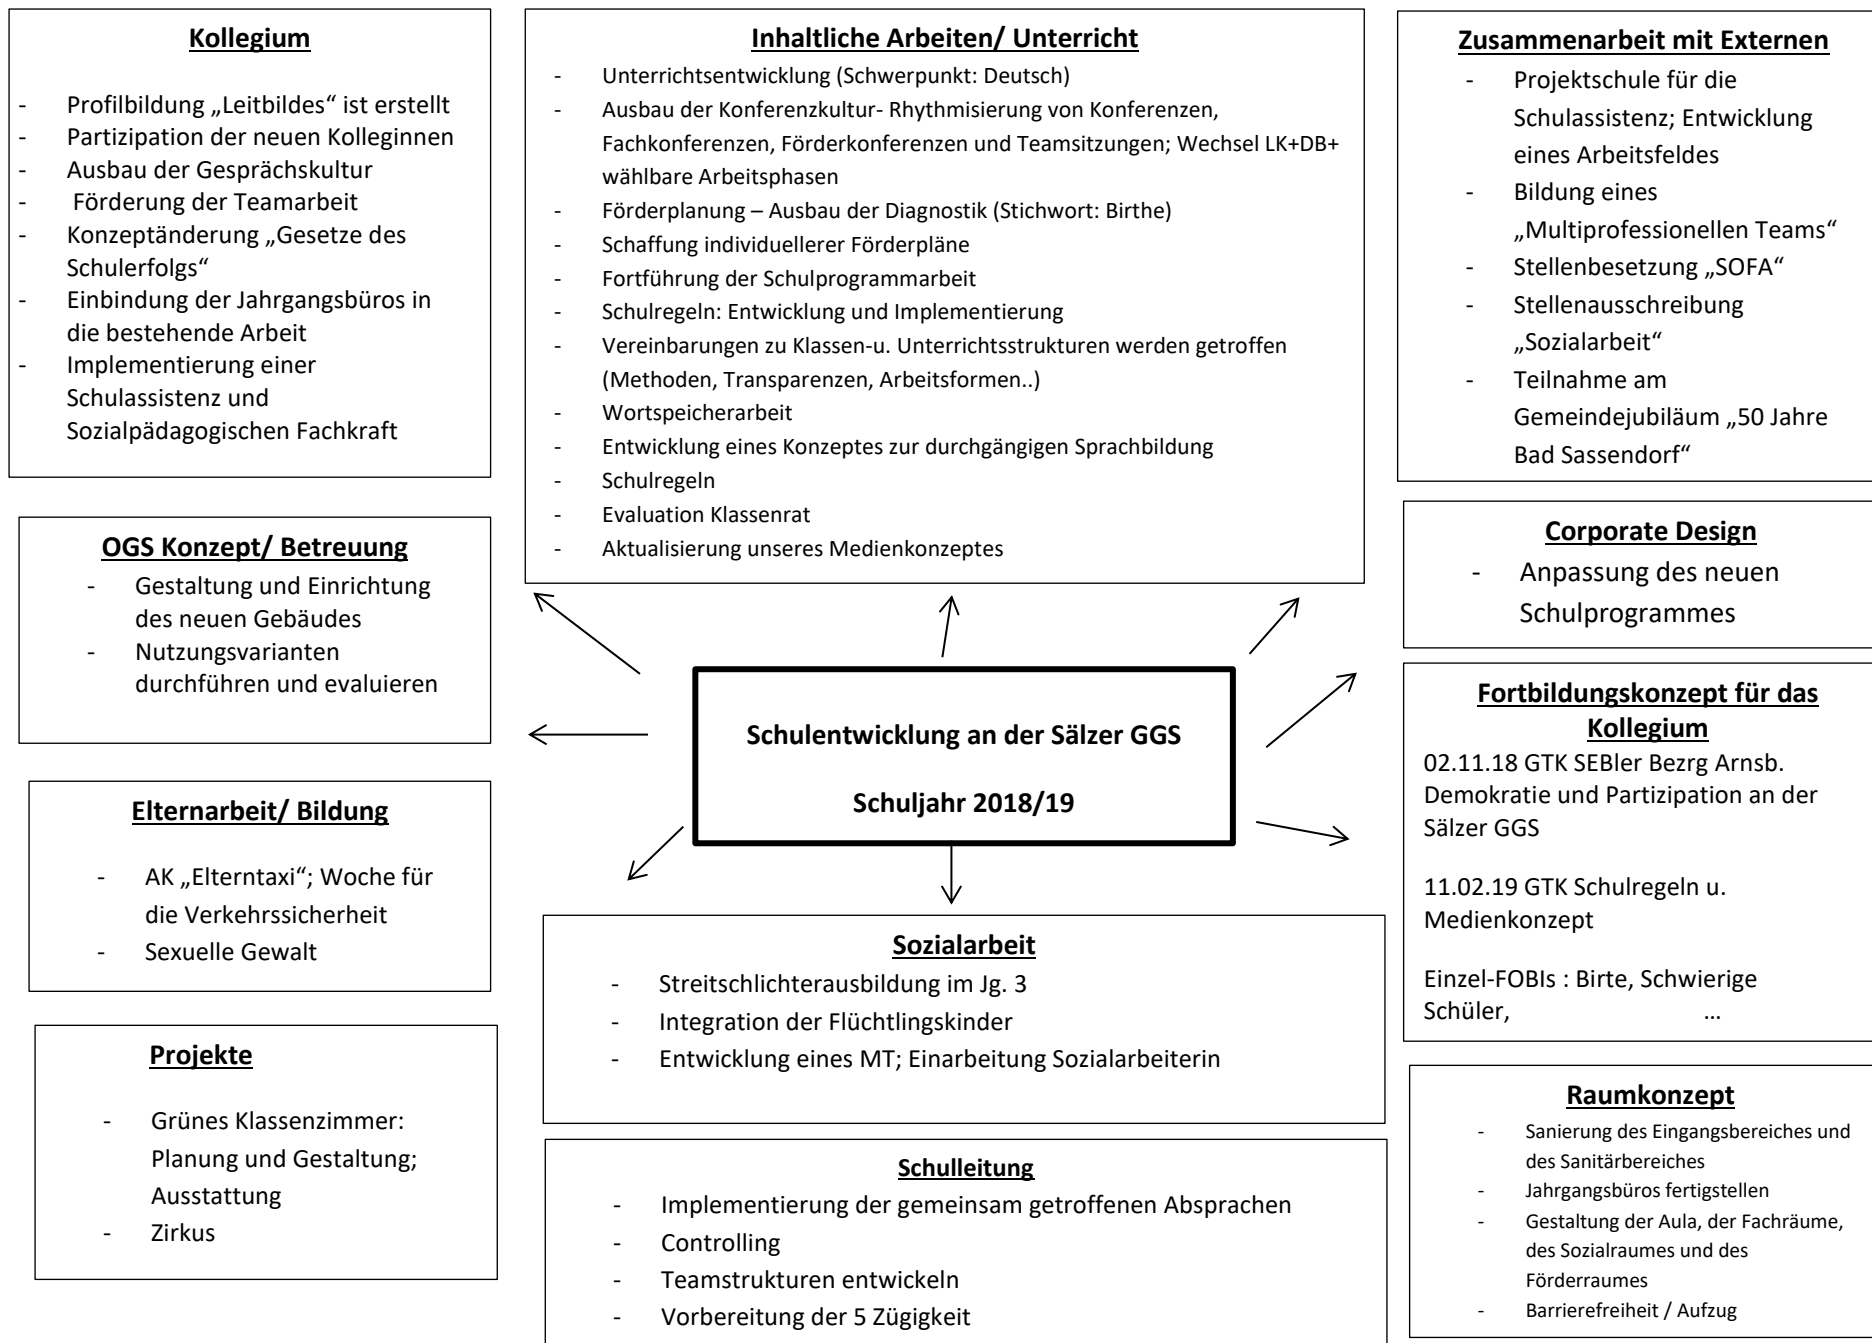 Kollegium
- Profilbildung „Leitbildes“ ist erstellt
- Partizipation der neuen Kolleginnen
- Ausbau der Gesprächskultur
- Förderung der Teamarbeit
- Konzeptänderung „Gesetze des
Schulerfolgs“
- Einbindung der Jahrgangsbüros in
die bestehende Arbeit
- Implementierung einer
Schulassistenz und
Sozialpädagogischen Fachkraft
Inhaltliche Arbeiten/ Unterricht
- Unterrichtsentwicklung (Schwerpunkt: Deutsch)
- Ausbau der Konferenzkultur- Rhythmisierung von Konferenzen,
Fachkonferenzen, Förderkonferenzen und Teamsitzungen; Wechsel LK+DB+
wählbare Arbeitsphasen
- Förderplanung – Ausbau der Diagnostik (Stichwort: Birthe)
- Schaffung individuellerer Förderpläne
- Fortführung der Schulprogrammarbeit
- Schulregeln: Entwicklung und Implementierung
- Vereinbarungen zu Klassen-u. Unterrichtsstrukturen werden getroffen
(Methoden, Transparenzen, Arbeitsformen..)
- Wortspeicherarbeit
- Entwicklung eines Konzeptes zur durchgängigen Sprachbildung
- Schulregeln
- Evaluation Klassenrat
- Aktualisierung unseres Medienkonzeptes
Zusammenarbeit mit Externen
- Projektschule für die
Schulassistenz; Entwicklung
eines Arbeitsfeldes
- Bildung eines
„Multiprofessionellen Teams“
- Stellenbesetzung „SOFA“
- Stellenausschreibung
„Sozialarbeit“
- Teilnahme am
Gemeindejubiläum „50 Jahre
Bad Sassendorf“
OGS Konzept/ Betreuung
- Gestaltung und Einrichtung
des neuen Gebäudes
- Nutzungsvarianten
durchführen und evaluieren
Corporate Design
- Anpassung des neuen
Schulprogrammes
Schulentwicklung an der Sälzer GGS
Schuljahr 2018/19
Fortbildungskonzept für das
Kollegium
02.11.18 GTK SEBler Bezrg Arnsb.
Demokratie und Partizipation an der
Sälzer GGS
11.02.19 GTK Schulregeln u.
Medienkonzept
Einzel-FOBIs : Birte, Schwierige
Schüler, …
Elternarbeit/ Bildung
- AK „Elterntaxi“; Woche für
die Verkehrssicherheit
- Sexuelle Gewalt
Sozialarbeit
- Streitschlichterausbildung im Jg. 3
- Integration der Flüchtlingskinder
- Entwicklung eines MT; Einarbeitung Sozialarbeiterin
Projekte
- Grünes Klassenzimmer:
Planung und Gestaltung;
Ausstattung
- Zirkus
Schulleitung
- Implementierung der gemeinsam getroffenen Absprachen
- Controlling
- Teamstrukturen entwickeln
- Vorbereitung der 5 Zügigkeit
Raumkonzept
- Sanierung des Eingangsbereiches und
des Sanitärbereiches
- Jahrgangsbüros fertigstellen
- Gestaltung der Aula, der Fachräume,
des Sozialraumes und des
Förderraumes
- Barrierefreiheit / Aufzug